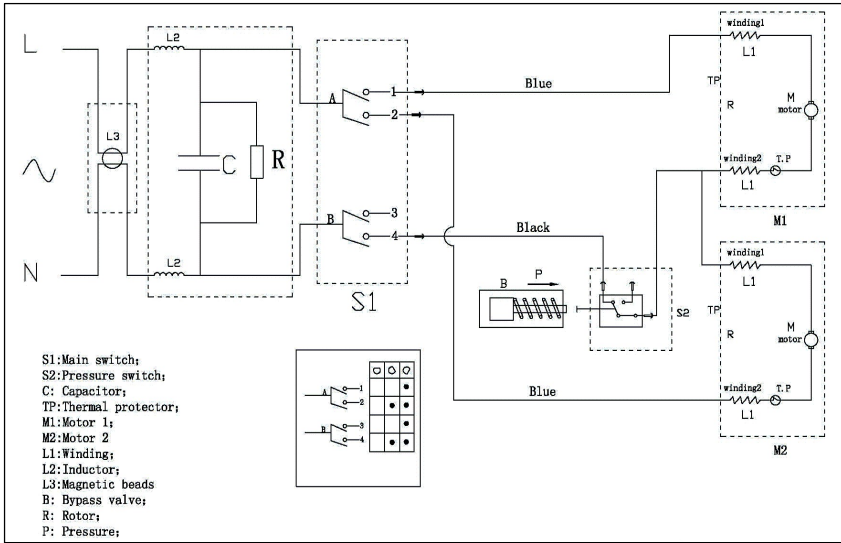 L
N
L3
L2
L2
C
R
A
B
1
2
3
4
S1
Blue
Black
Blue
B
P
S2
winding1
L1
TP
R
M
motor
winding2
T.P
L1
M1
winding1
L1
TP
R
M
motor
winding2
T.P
L1
M2
S1:Main switch;
S2:Pressure switch;
C: Capacitor;
TP:Thermal protector;
M1:Motor 1;
M2:Motor 2
L1:Winding;
L2:Inductor;
L3:Magnetic beads
B: Bypass valve;
R: Rotor;
P: Pressure;
A
1
2
B
3
4